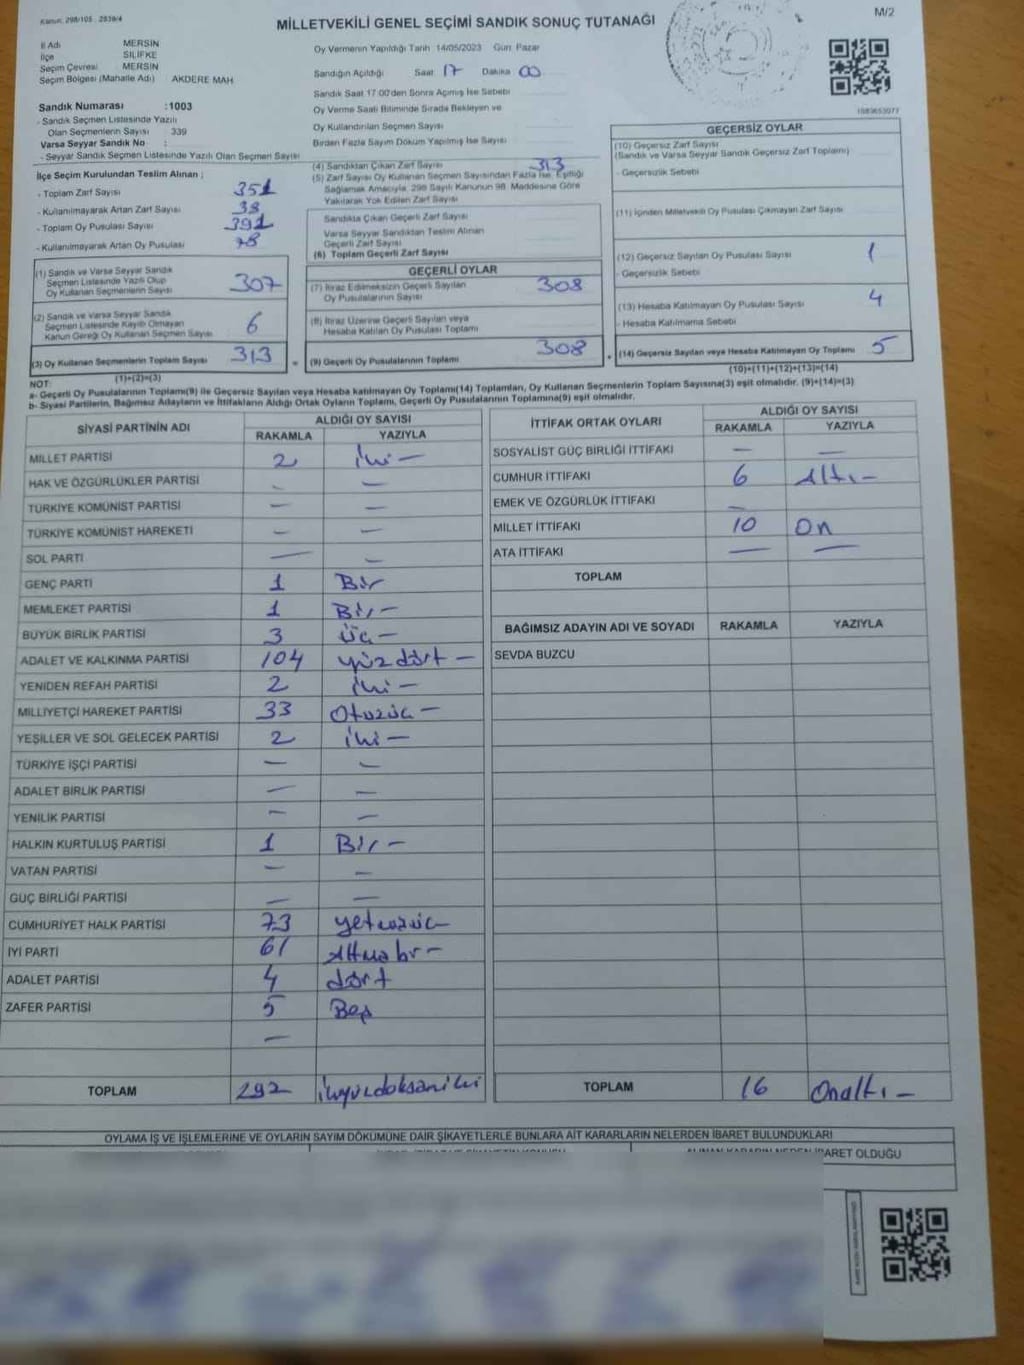 Kanun: 298/105 , 2839/4
MİLLETVEKİLİ GENEL SEÇİMİ SANDIK SONUÇ TUTANAĞI
M/2
İl Adı MERSİN
İlçe SİLİFKE
Seçim Çevresi MERSİN
Seçim Bölgesi (Mahalle Adı) AKDERE MAH
Sandık Numarası :1003
- Sandık Seçmen Listesinde Yazılı
Olan Seçmenlerin Sayısı 339
Varsa Seyyar Sandık No :
- Seyyar Sandık Seçmen Listesinde Yazılı Olan Seçmen Sayısı
İlçe Seçim Kurulundan Teslim Alınan ;
- Toplam Zarf Sayısı 351
- Kullanılmayarak Artan Zarf Sayısı 38
- Toplam Oy Pusulası Sayısı 391
- Kullanılmayarak Artan Oy Pusulası 78
(1) Sandık ve Varsa Seyyar Sandık
Seçmen Listesinde Yazılı Olup
Oy Kullanan Seçmenlerin Sayısı 307
(2) Sandık ve Varsa Seyyar Sandık
Seçmen Listesinde Kayıtlı Olmayan
Kanun Gereği Oy Kullanan Seçmen Sayısı 6
(3) Oy Kullanan Seçmenlerin Toplam Sayısı 313
(1)+(2)=(3)
Oy Vermenin Yapıldığı Tarih 14/05/2023 Gün: Pazar
Sandığın Açıldığı Saat 17 Dakika 00
Sandık Saat 17:00'den Sonra Açılmış İse Sebebi
Oy Verme Saati Bitiminde Sırada Bekleyen ve
Oy Kullandırılan Seçmen Sayısı
Birden Fazla Sayım Döküm Yapılmış İse Sayısı
(4) Sandıktan Çıkan Zarf Sayısı 313
(5) Zarf Sayısı Oy Kullanan Seçmen Sayısından Fazla İse, Eşitliği
Sağlamak Amacıyla, 298 Sayılı Kanunun 98. Maddesine Göre
Yakılarak Yok Edilen Zarf Sayısı
Sandıkta Çıkan Geçerli Zarf Sayısı
Varsa Seyyar Sandıktan Teslim Alınan
Geçerli Zarf Sayısı
(6) Toplam Geçerli Zarf Sayısı
GEÇERLİ OYLAR
(7) İtiraz Edilmeksizin Geçerli Sayılan
Oy Pusulalarının Sayısı 308
(8) İtiraz Üzerine Geçerli Sayılan veya
Hesaba Katılan Oy Pusulası Toplamı
= (9) Geçerli Oy Pusulalarının Toplamı 308 +
1683653077
GEÇERSİZ OYLAR
(10) Geçersiz Zarf Sayısı
(Sandık ve Varsa Seyyar Sandık Geçersiz Zarf Toplamı)
- Geçersizlik Sebebi
(11) İçinden Milletvekili Oy Pusulası Çıkmayan Zarf Sayısı
(12) Geçersiz Sayılan Oy Pusulası Sayısı 1
- Geçersizlik Sebebi
(13) Hesaba Katılmayan Oy Pusulası Sayısı 4
- Hesaba Katılmama Sebebi
(14) Geçersiz Sayılan veya Hesaba Katılmayan Oy Toplamı 5
(10)+(11)+(12)+(13)=(14)
NOT:
a- Geçerli Oy Pusulalarının Toplamı(9) ile Geçersiz Sayılan veya Hesaba katılmayan Oy Toplamı(14) Toplamları, Oy Kullanan Seçmenlerin Toplam Sayısına(3) eşit olmalıdır. (9)+(14)=(3)
b- Siyasi Partilerin, Bağımsız Adayların ve İttifakların Aldığı Ortak Oyların Toplamı, Geçerli Oy Pusulalarının Toplamına(9) eşit olmalıdır.
SİYASİ PARTİNİN ADI ALDIĞI OY SAYISI
RAKAMLA YAZIYLA
MİLLET PARTİSİ 2 iki —
HAK VE ÖZGÜRLÜKLER PARTİSİ — —
TÜRKİYE KOMÜNİST PARTİSİ — —
TÜRKİYE KOMÜNİST HAREKETİ — —
SOL PARTİ — —
GENÇ PARTİ 1 Bir
MEMLEKET PARTİSİ 1 Bir —
BÜYÜK BİRLİK PARTİSİ 3 üç —
ADALET VE KALKINMA PARTİSİ 104 yüzdört —
YENİDEN REFAH PARTİSİ 2 iki —
MİLLİYETÇİ HAREKET PARTİSİ 33 Otuzüç —
YEŞİLLER VE SOL GELECEK PARTİSİ 2 iki —
TÜRKİYE İŞÇİ PARTİSİ — —
ADALET BİRLİK PARTİSİ — —
YENİLİK PARTİSİ — —
HALKIN KURTULUŞ PARTİSİ 1 Bir —
VATAN PARTİSİ — —
GÜÇ BİRLİĞİ PARTİSİ — —
CUMHURİYET HALK PARTİSİ 73 yetmişüç
İYİ PARTİ 61 Altmışbir —
ADALET PARTİSİ 4 dört
ZAFER PARTİSİ 5 Beş
—
TOPLAM 292 ikiyüzdoksaniki
İTTİFAK ORTAK OYLARI ALDIĞI OY SAYISI
RAKAMLA YAZIYLA
SOSYALİST GÜÇ BİRLİĞİ İTTİFAKI — —
CUMHUR İTTİFAKI 6 Altı —
EMEK VE ÖZGÜRLÜK İTTİFAKI —
MİLLET İTTİFAKI 10 On
ATA İTTİFAKI — —
TOPLAM
BAĞIMSIZ ADAYIN ADI VE SOYADI RAKAMLA YAZIYLA
SEVDA BUZCU
TOPLAM 16 Onaltı —
OYLAMA İŞ VE İŞLEMLERİNE VE OYLARIN SAYIM DÖKÜMÜNE DAİR ŞİKAYETLERLE BUNLARA AİT KARARLARIN NELERDEN İBARET BULUNDUKLARI
ALINAN KARARIN NEDEN İBARET OLDUĞU